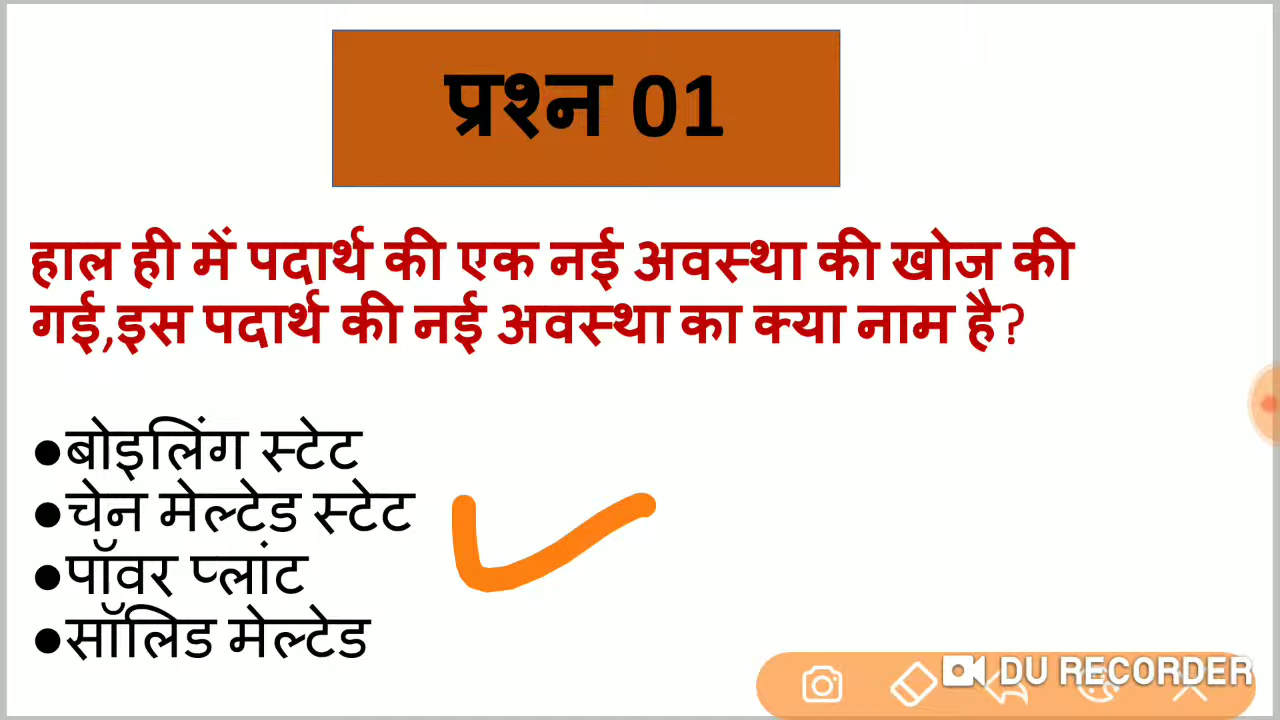 प्रश्न 01
हाल ही में पदार्थ की एक नई अवस्था की खोज की
गई,इस पदार्थ की नई अवस्था का क्या नाम है?
●बोइलिंग स्टेट
●चेन मेल्टेड स्टेट
●पॉवर प्लांट
●सॉलिड मेल्टेड
DU RECORDER